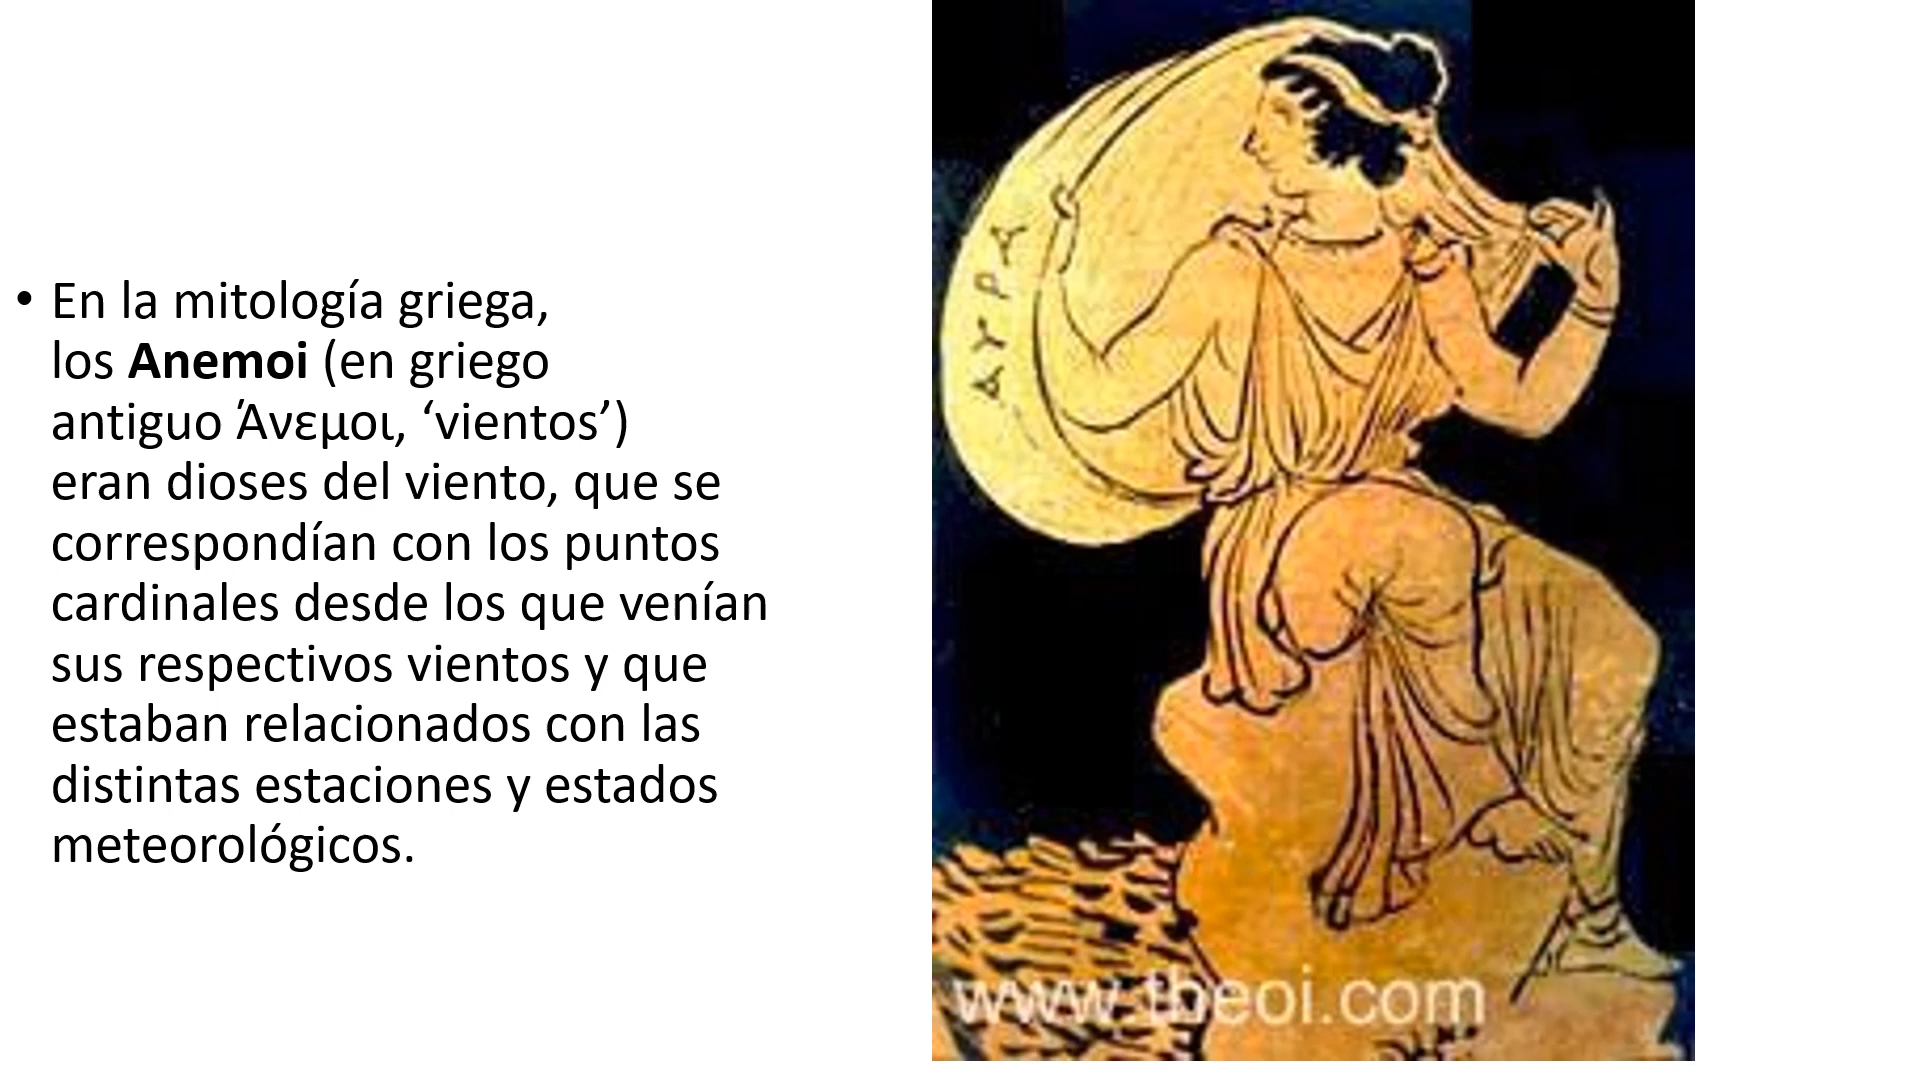 • En la mitología griega,
los Anemoi (en griego
antiguo Ἄνεμοι, ‘vientos’)
eran dioses del viento, que se
correspondían con los puntos
cardinales desde los que venían
sus respectivos vientos y que
estaban relacionados con las
distintas estaciones y estados
meteorológicos.
ΑΥΡΑ
www.theoi.com